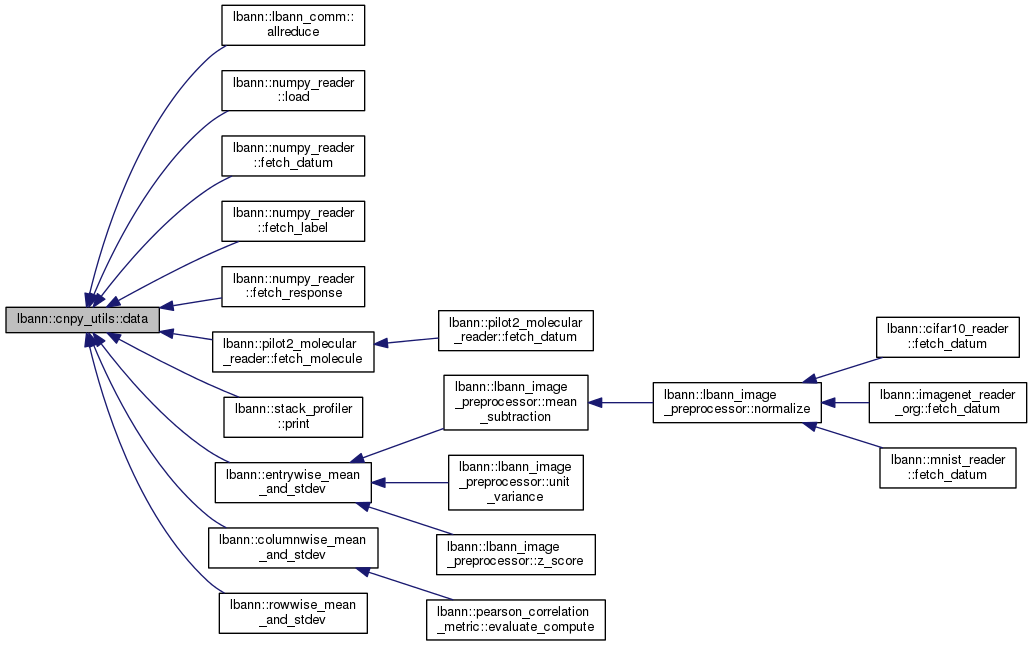 lbann::lbann_comm::
allreduce
lbann::numpy_reader
::load
lbann::numpy_reader
::fetch_datum
lbann::numpy_reader
::fetch_label
lbann::numpy_reader
::fetch_response
lbann::cnpy_utils::data
lbann::pilot2_molecular
_reader::fetch_molecule
lbann::pilot2_molecular
_reader::fetch_datum
lbann::stack_profiler
::print
lbann::entrywise_mean
_and_stdev
lbann::lbann_image
_preprocessor::mean
_subtraction
lbann::lbann_image
_preprocessor::normalize
lbann::cifar10_reader
::fetch_datum
lbann::imagenet_reader
_org::fetch_datum
lbann::mnist_reader
::fetch_datum
lbann::lbann_image
_preprocessor::unit
_variance
lbann::lbann_image
_preprocessor::z_score
lbann::columnwise_mean
_and_stdev
lbann::pearson_correlation
_metric::evaluate_compute
lbann::rowwise_mean
_and_stdev